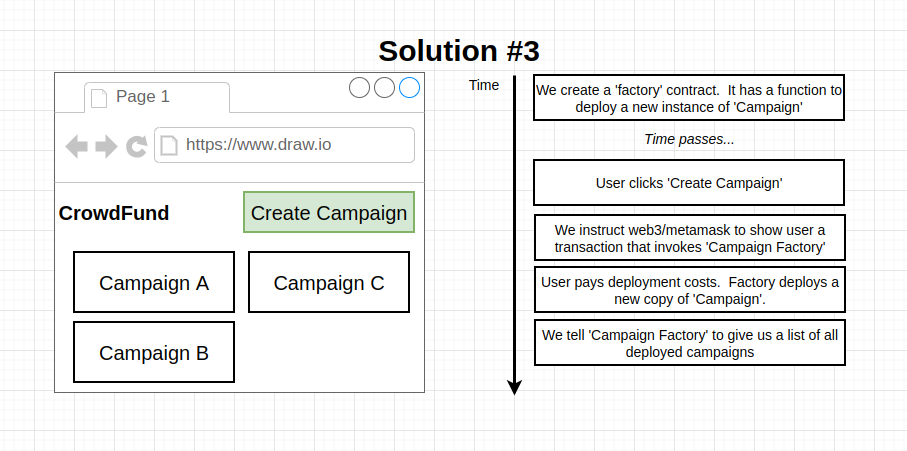 Solution #3
Page 1
https://www.draw.io
CrowdFund
Create Campaign
Campaign A
Campaign C
Campaign B
Time
We create a 'factory' contract.  It has a function to
deploy a new instance of 'Campaign'
Time passes...
User clicks 'Create Campaign'
We instruct web3/metamask to show user a
transaction that invokes 'Campaign Factory'
User pays deployment costs.  Factory deploys a
new copy of 'Campaign'.
We tell 'Campaign Factory' to give us a list of all
deployed campaigns